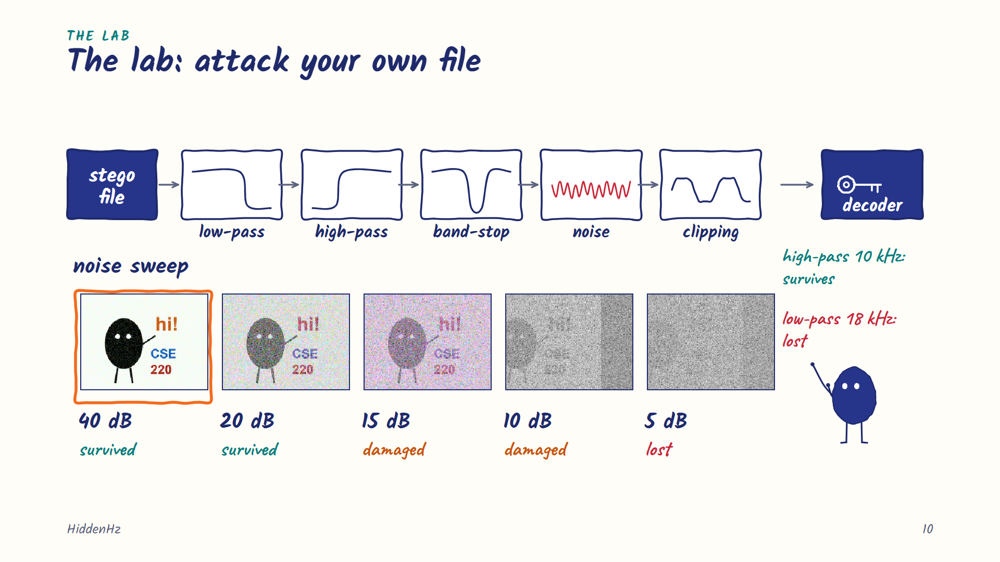 THE LAB
The lab: attack your own file
stego
file
decoder
low-pass
high-pass
band-stop
noise
clipping
noise sweep
high-pass 10 kHz:
survives
low-pass 18 kHz:
lost
hi!
CSE
220
hi!
CSE
220
hi!
CSE
220
hi!
CSE
220
40 dB
20 dB
15 dB
10 dB
5 dB
survived
survived
damaged
damaged
lost
HiddenHz
10